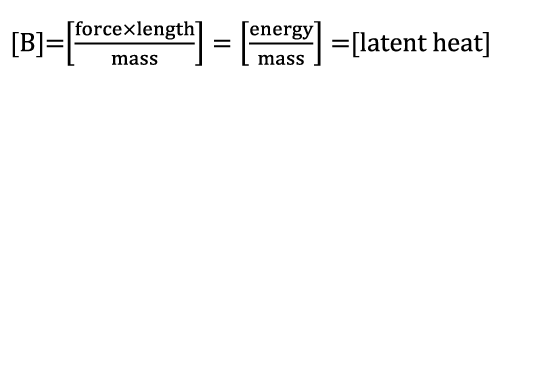 [B]=[force×length/mass] = [energy/mass] =[latent heat]